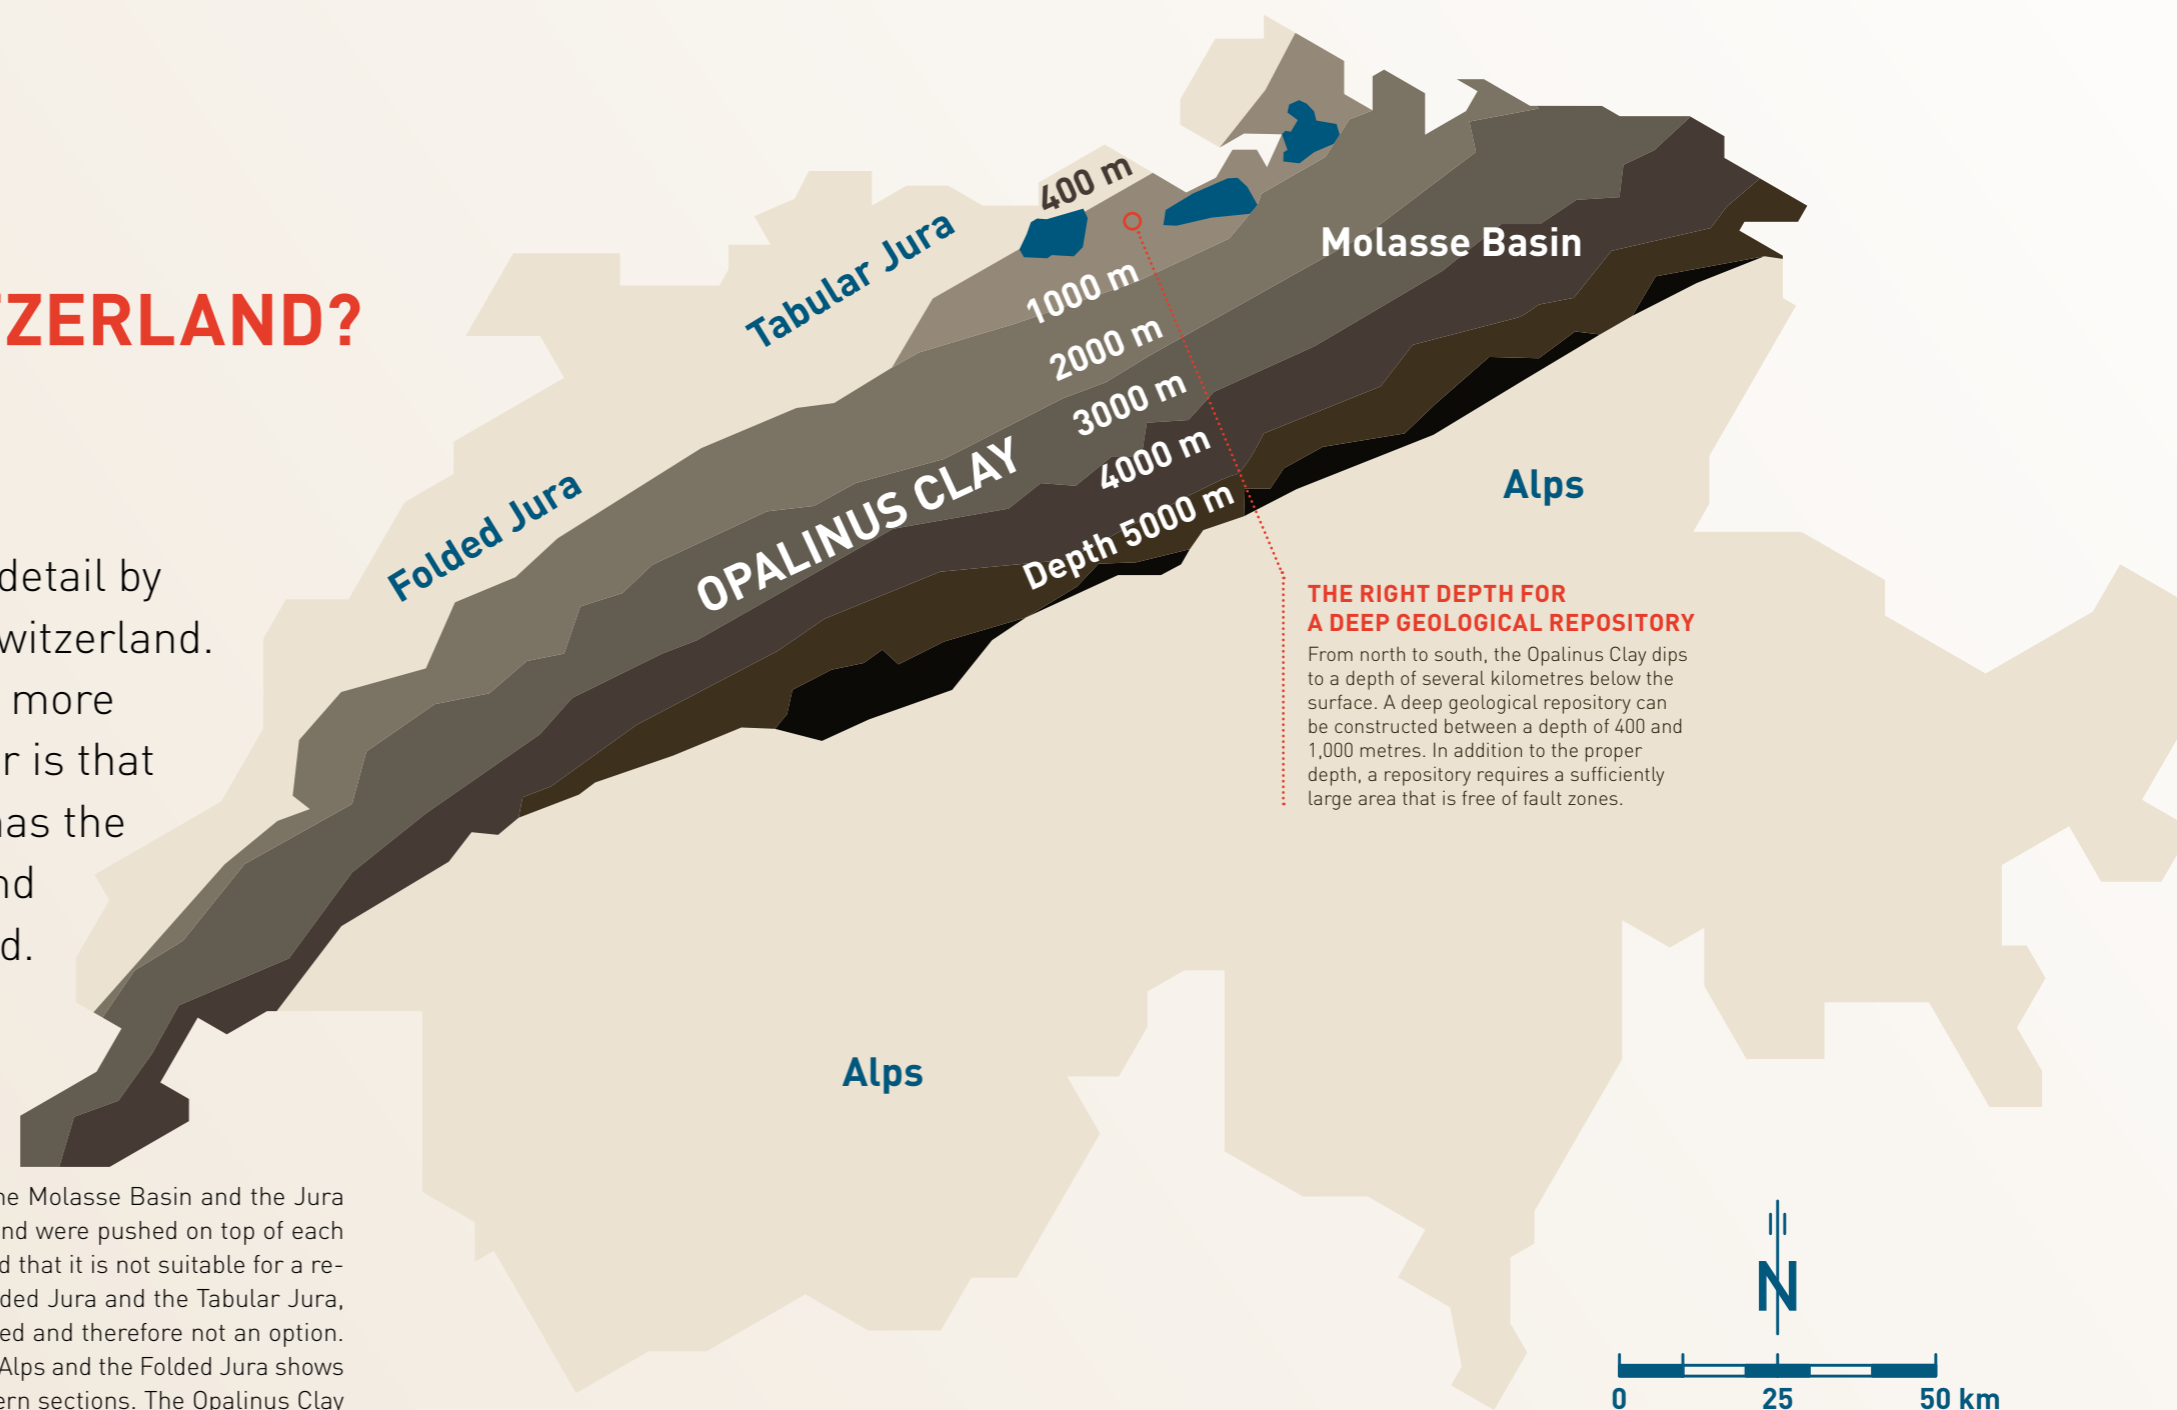 TZERLAND?
detail by
witzerland.
more
r is that
as the
nd
d.
400 m
Tabular Jura
Molasse Basin
1000 m
2000 m
3000 m
4000 m
Depth 5000 m
Folded Jura
OPALINUS CLAY
Alps
THE RIGHT DEPTH FOR
A DEEP GEOLOGICAL REPOSITORY
From north to south, the Opalinus Clay dips
to a depth of several kilometres below the
surface. A deep geological repository can
be constructed between a depth of 400 and
1,000 metres. In addition to the proper
depth, a repository requires a sufficiently
large area that is free of fault zones.
Alps
ne Molasse Basin and the Jura
nd were pushed on top of each
d that it is not suitable for a re-
ded Jura and the Tabular Jura,
ed and therefore not an option.
Alps and the Folded Jura shows
ern sections. The Opalinus Clay
N
0 25 50 km